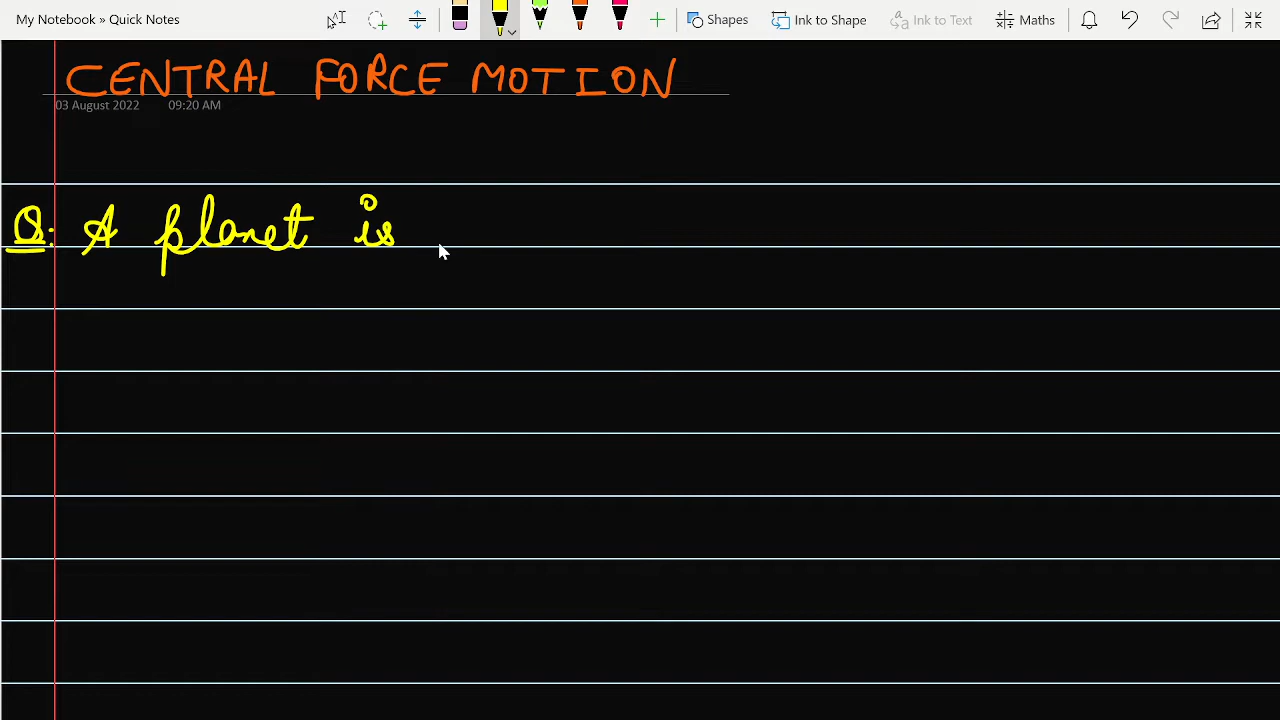 My Notebook » Quick Notes
Shapes
Ink to Shape
Ink to Text
Maths
CENTRAL FORCE MOTION
03 August 2022 09:20 AM
Q: A planet is